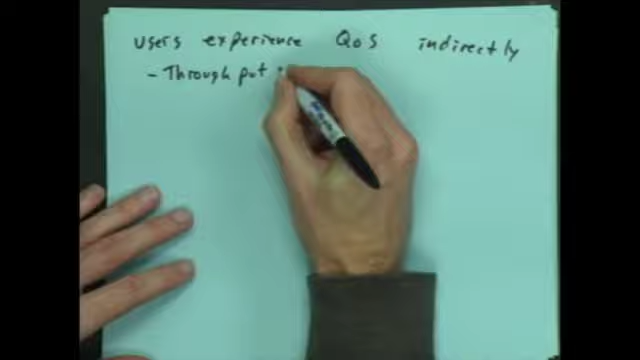 users experience QoS indirectly
- Through put